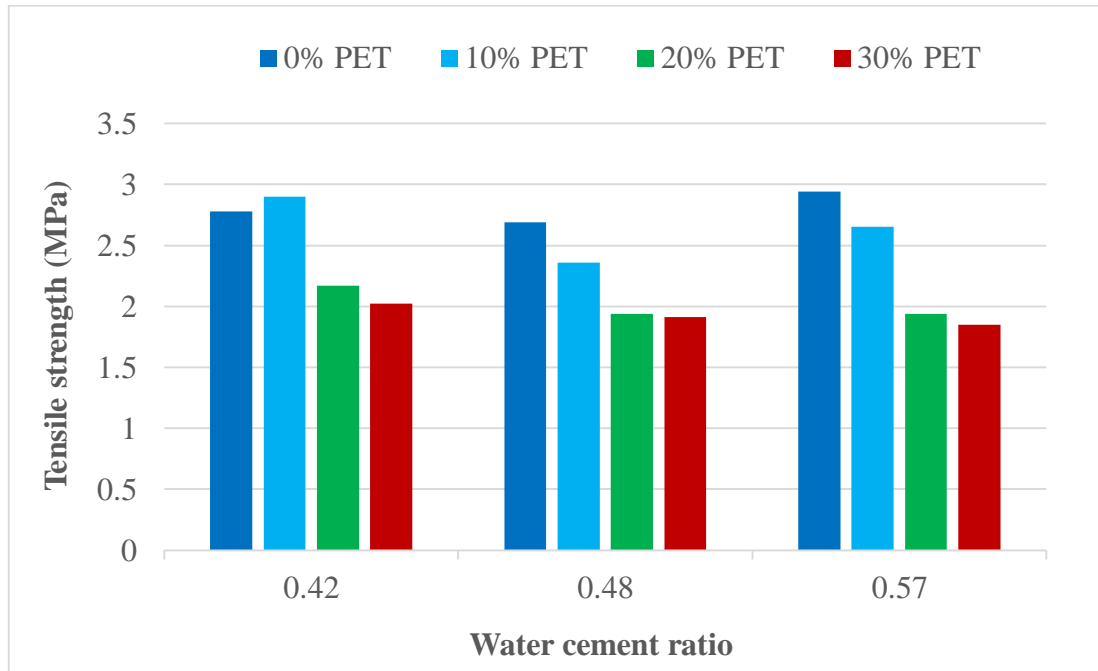 0% PET 10% PET 20% PET 30% PET
3.5
3
2.5
2
1.5
1
0.5
0
Tensile strength (MPa)
0.42 0.48 0.57
Water cement ratio